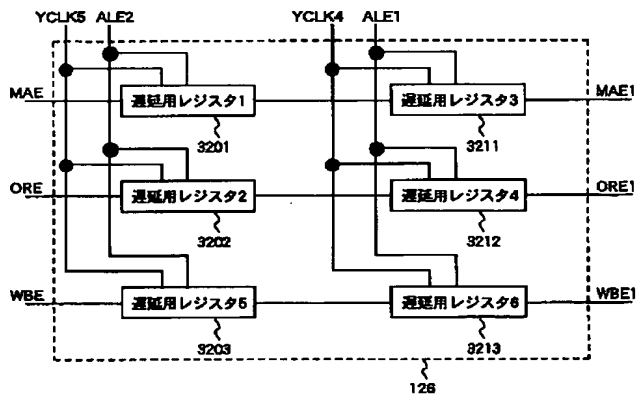 YCLK5 ALE2 YCLK4 ALE1
MAE 遅延用レジスタ1 遅延用レジスタ3 MAE1
3201 3211
ORE 遅延用レジスタ2 遅延用レジスタ4 ORE1
3202 3212
WBE 遅延用レジスタ5 遅延用レジスタ6 WBE1
3203 3213
126